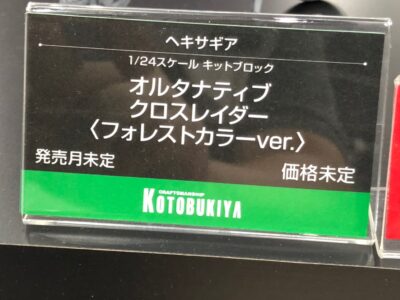 ヘキサギア
1/24スケール キットブロック
オルタナティブ
クロスレイダー
〈フォレストカラーver.〉
発売月未定 価格未定
CRAFTSMANSHIP
KOTOBUKIYA